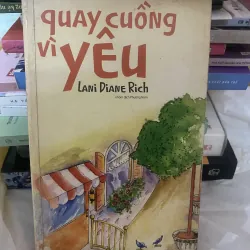 quay cuồng
vì
yêu
Lani Diane Rich